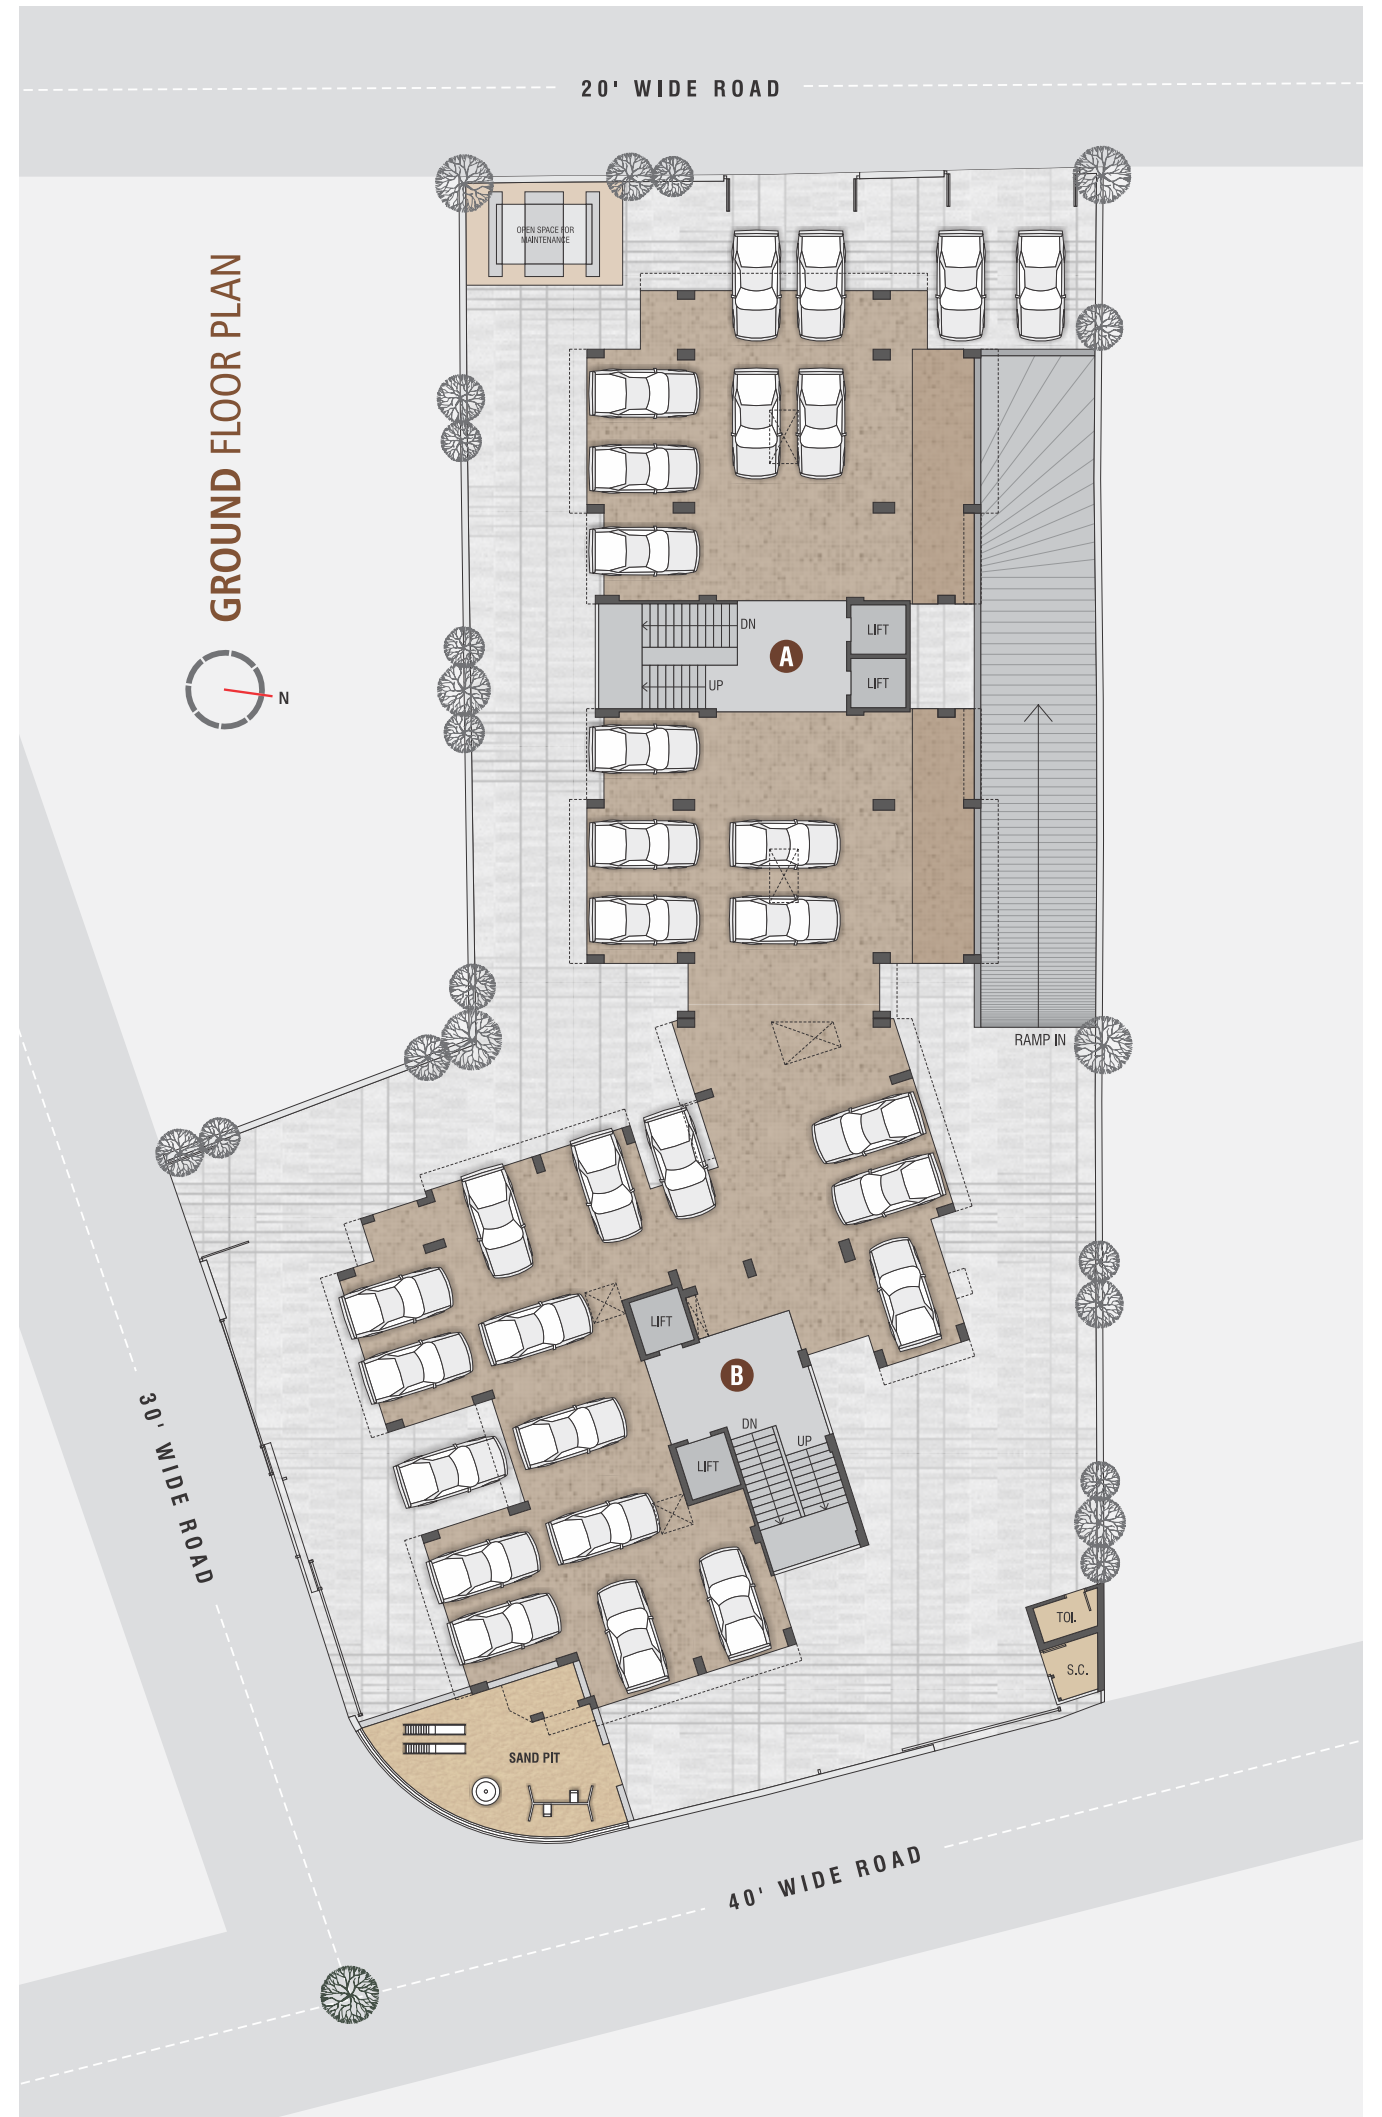 20' WIDE ROAD
OPEN SPACE FOR
MAINTENANCE
GROUND FLOOR PLAN
N
DN
UP
A
LIFT
LIFT
RAMP IN
LIFT
B
DN
UP
LIFT
30' WIDE ROAD
TOI.
S.C.
SAND PIT
40' WIDE ROAD